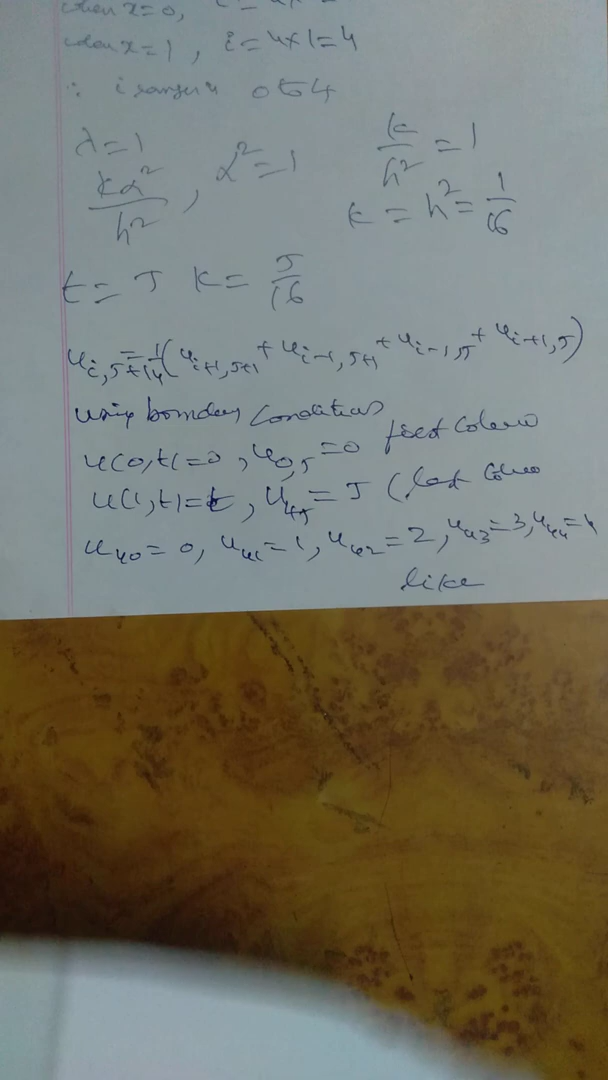 when x=0,
when x=1, i=4×1=4
∴ i ranges 0 to 4
λ=1
kα²/h², α²=1
k/h²=1
k=h²=1/16
t= J k= J/16
u_{i,J+1}=1/4(u_{i+1,J+1}+u_{i-1,J+1}+u_{i-1,J}+u_{i+1,J})
using boundary conditions
u(0,t)=0, u_{0,J}=0 first
u(1,t)=t, u_{4,J}=J (last
u_{40}=0, u_{41}=1, u_{42}=2, u_{43}=3, u_{44}=4
like